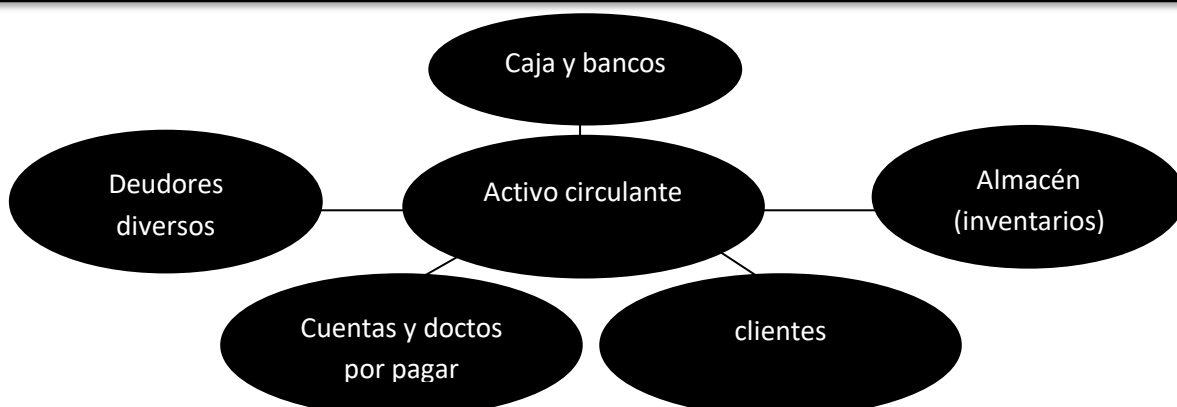 Caja y bancos
Deudores
diversos
Activo circulante
Almacén
(inventarios)
Cuentas y doctos
por pagar
clientes